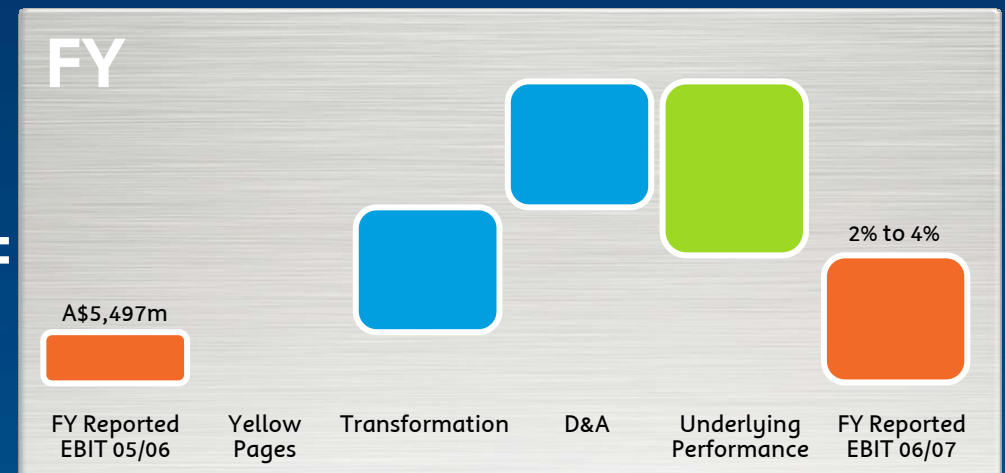 FY
2% to 4%
A$5,497m
FY Reported
EBIT 05/06
Yellow
Pages
Transformation
D&A
Underlying
Performance
FY Reported
EBIT 06/07